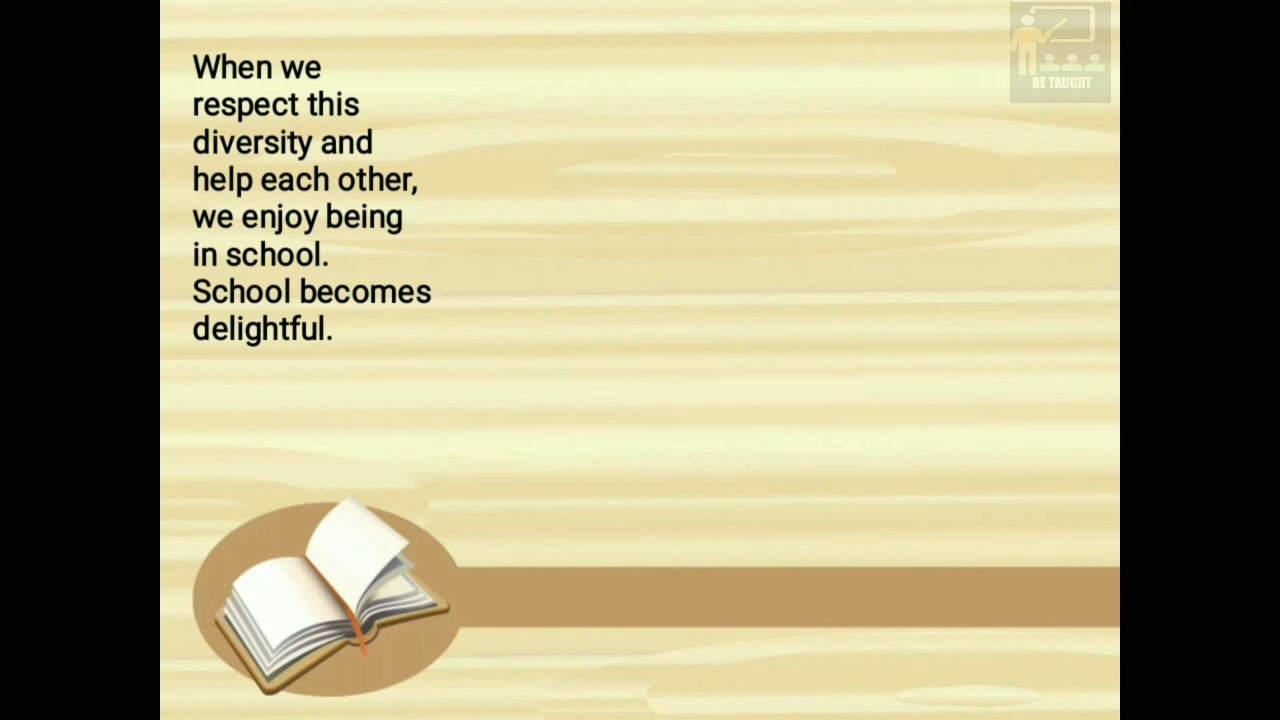 When we
respect this
diversity and
help each other,
we enjoy being
in school.
School becomes
delightful.
BE TAUGHT